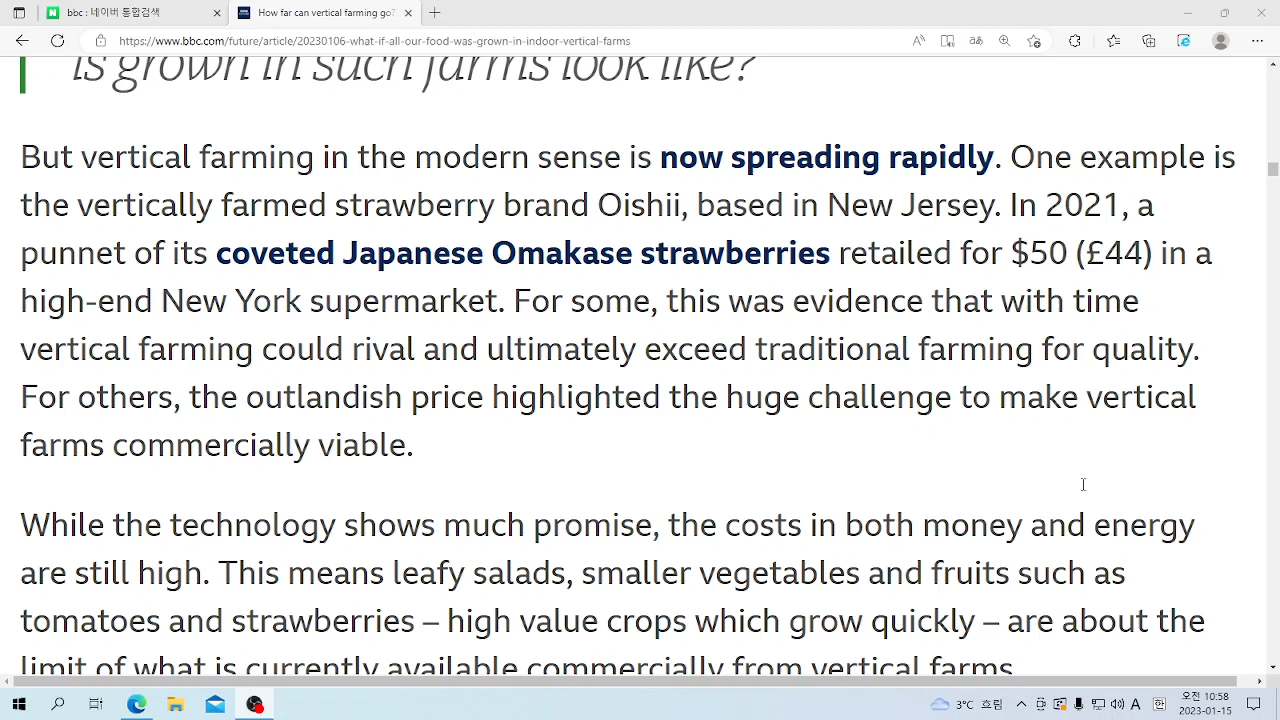 bbc : 네이버 통합검색
How far can vertical farming go?
https://www.bbc.com/future/article/20230106-what-if-all-our-food-was-grown-in-indoor-vertical-farms
is grown in such farms look like?
But vertical farming in the modern sense is now spreading rapidly. One example is
the vertically farmed strawberry brand Oishii, based in New Jersey. In 2021, a
punnet of its coveted Japanese Omakase strawberries retailed for $50 (£44) in a
high-end New York supermarket. For some, this was evidence that with time
vertical farming could rival and ultimately exceed traditional farming for quality.
For others, the outlandish price highlighted the huge challenge to make vertical
farms commercially viable.
While the technology shows much promise, the costs in both money and energy
are still high. This means leafy salads, smaller vegetables and fruits such as
tomatoes and strawberries – high value crops which grow quickly – are about the
limit of what is currently available commercially from vertical farms.
3°C 흐림
A
오전 10:58
2023-01-15